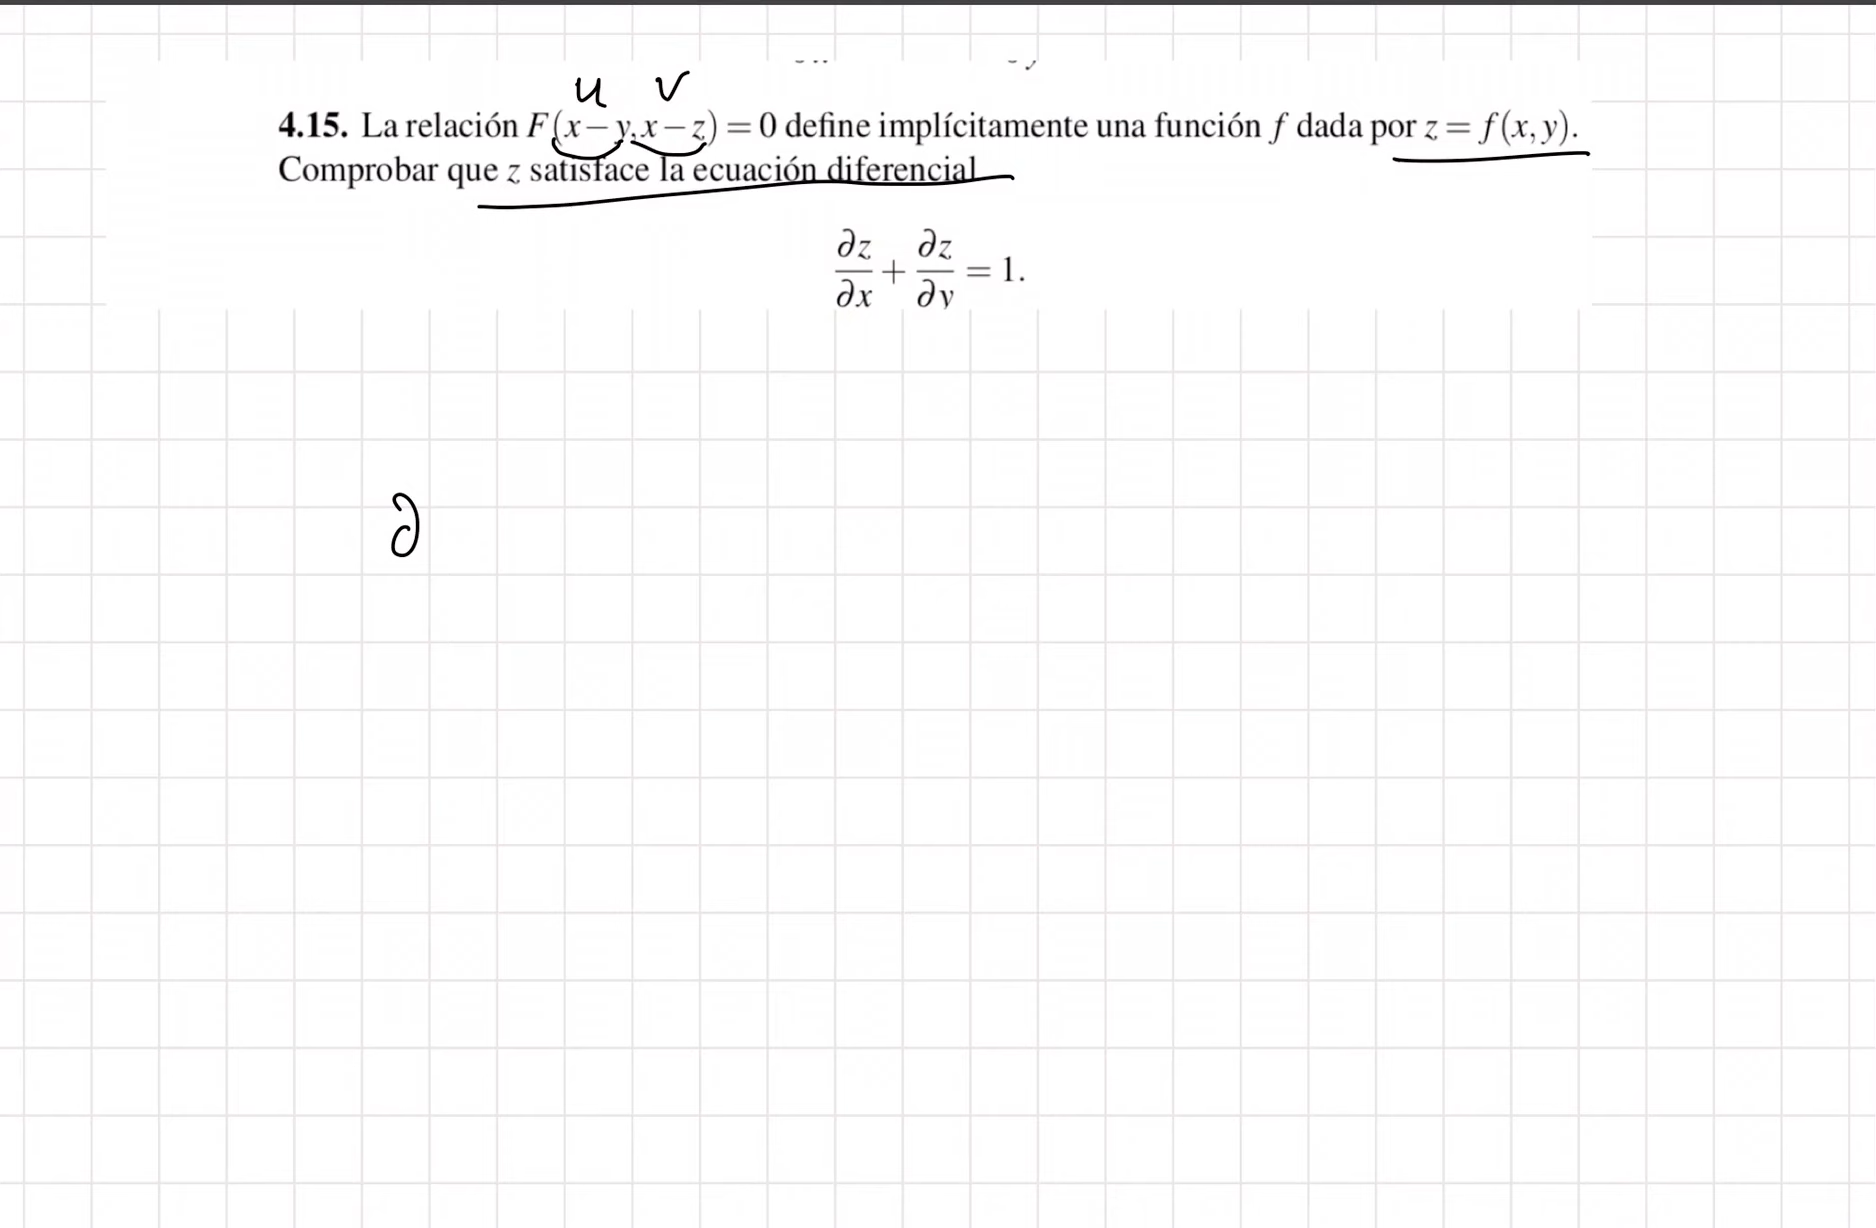 u v
4.15. La relación F(x−y,x−z) = 0 define implícitamente una función f dada por z = f(x,y).
Comprobar que z satisface la ecuación diferencial
∂z/∂x + ∂z/∂y = 1.
∂